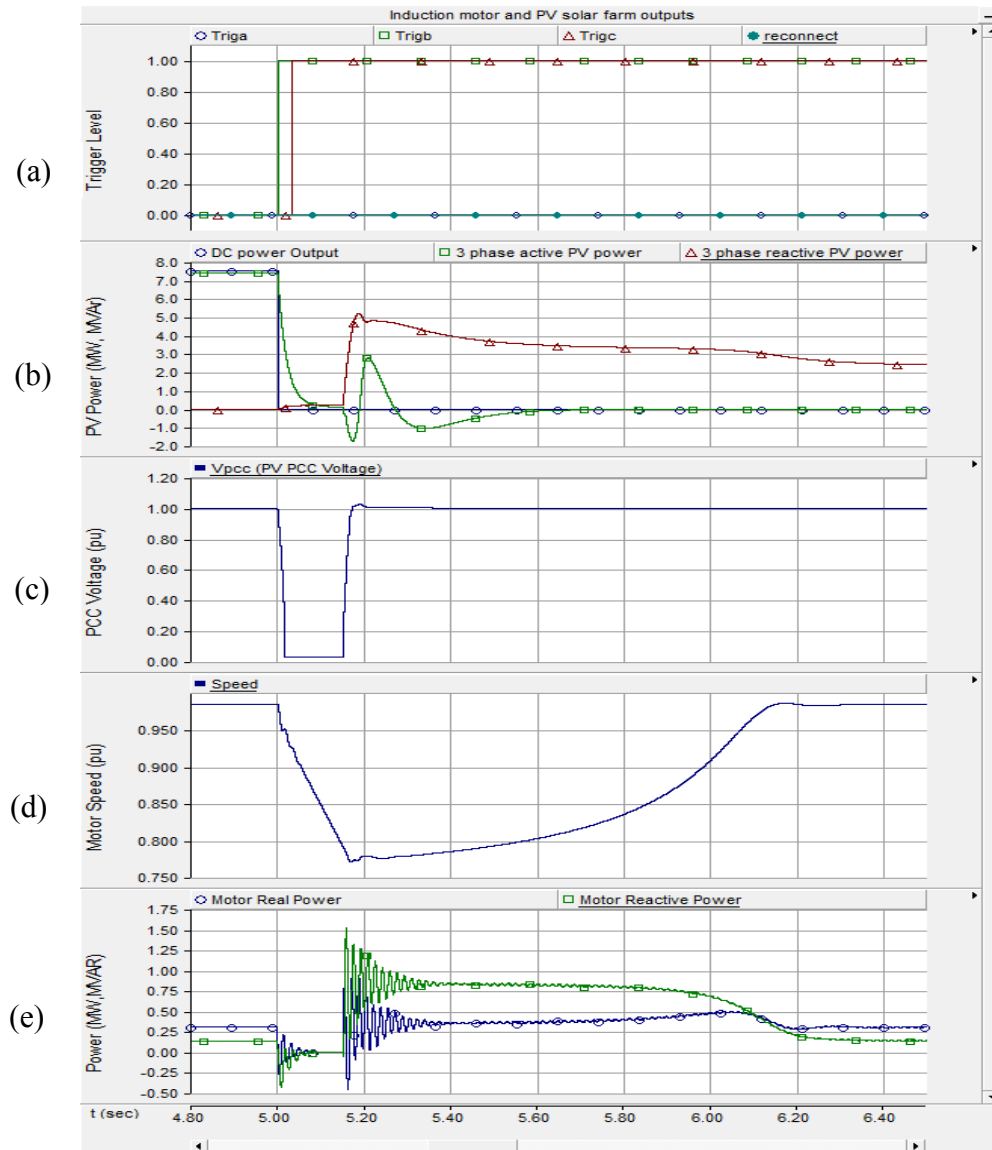 Induction motor and PV solar farm outputs
Triga Trigb Trigc reconnect
(a)
Trigger Level
1.00
0.80
0.60
0.40
0.20
0.00
DC power Output 3 phase active PV power 3 phase reactive PV power
(b)
PV Power (MW, MVAr)
8.0
7.0
6.0
5.0
4.0
3.0
2.0
1.0
0.0
-1.0
-2.0
Vpcc (PV PCC Voltage)
(c)
PCC Voltage (pu)
1.20
1.00
0.80
0.60
0.40
0.20
0.00
Speed
(d)
Motor Speed (pu)
0.950
0.900
0.850
0.800
0.750
Motor Real Power Motor Reactive Power
(e)
Power (MW,MVAR)
1.75
1.50
1.25
1.00
0.75
0.50
0.25
0.00
-0.25
-0.50
t (sec) 4.80 5.00 5.20 5.40 5.60 5.80 6.00 6.20 6.40